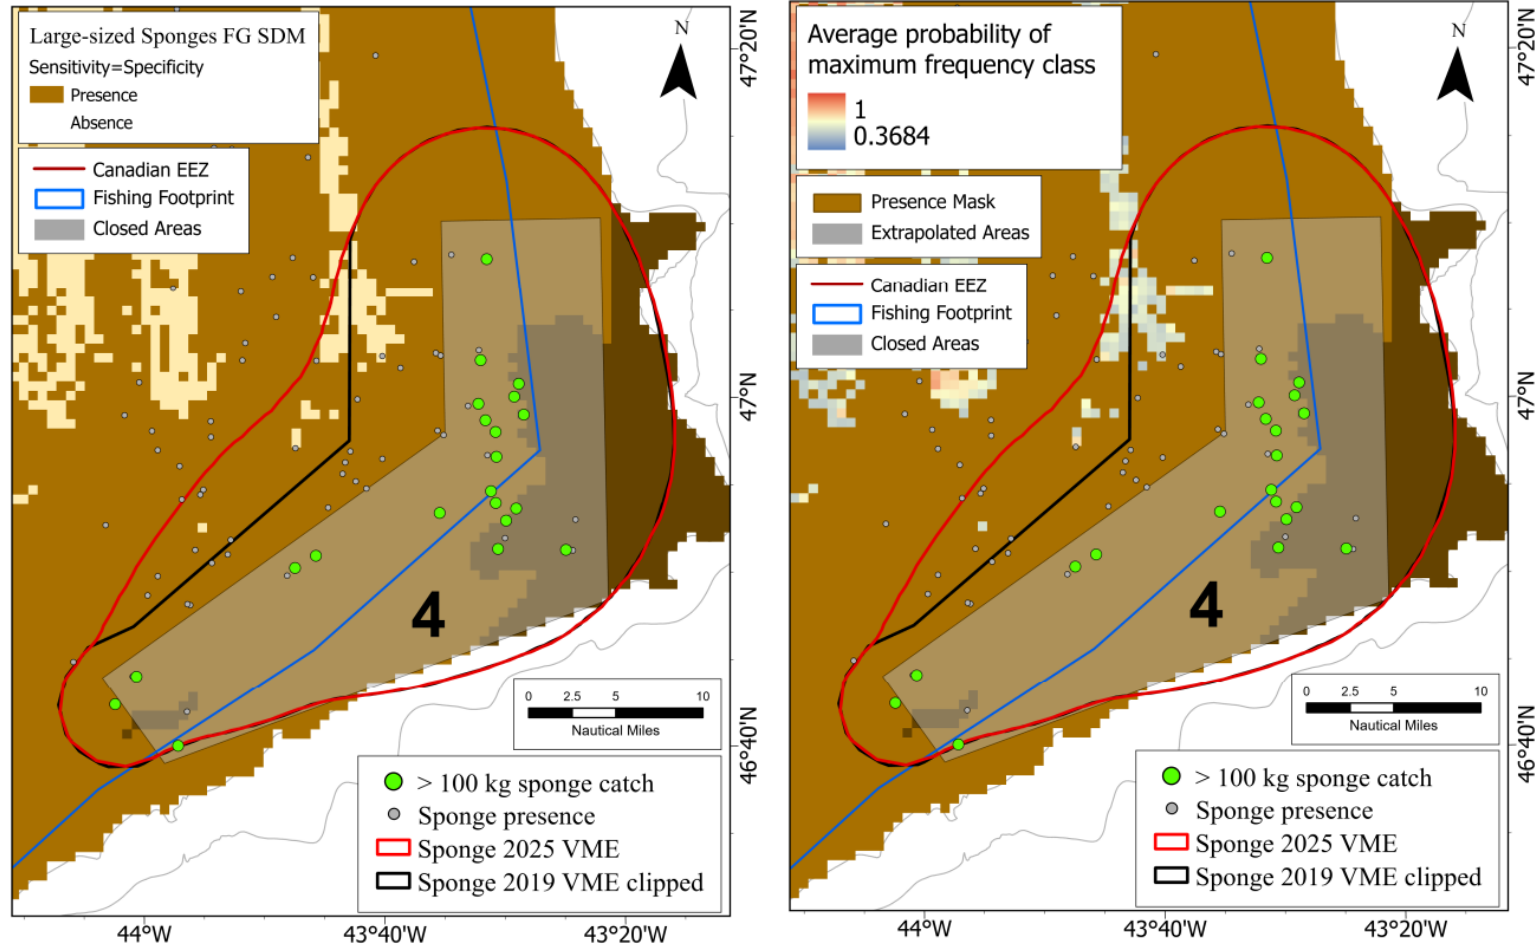 Large-sized Sponges FG SDM
Sensitivity=Specificity
Presence
Absence
Canadian EEZ
Fishing Footprint
Closed Areas
N
47°20'N
47°N
46°40'N
4
0 2.5 5 10
Nautical Miles
> 100 kg sponge catch
Sponge presence
Sponge 2025 VME
Sponge 2019 VME clipped
44°W 43°40'W 43°20'W
Average probability of
maximum frequency class
1
0.3684
Presence Mask
Extrapolated Areas
Canadian EEZ
Fishing Footprint
Closed Areas
N
47°20'N
47°N
46°40'N
4
0 2.5 5 10
Nautical Miles
> 100 kg sponge catch
Sponge presence
Sponge 2025 VME
Sponge 2019 VME clipped
44°W 43°40'W 43°20'W